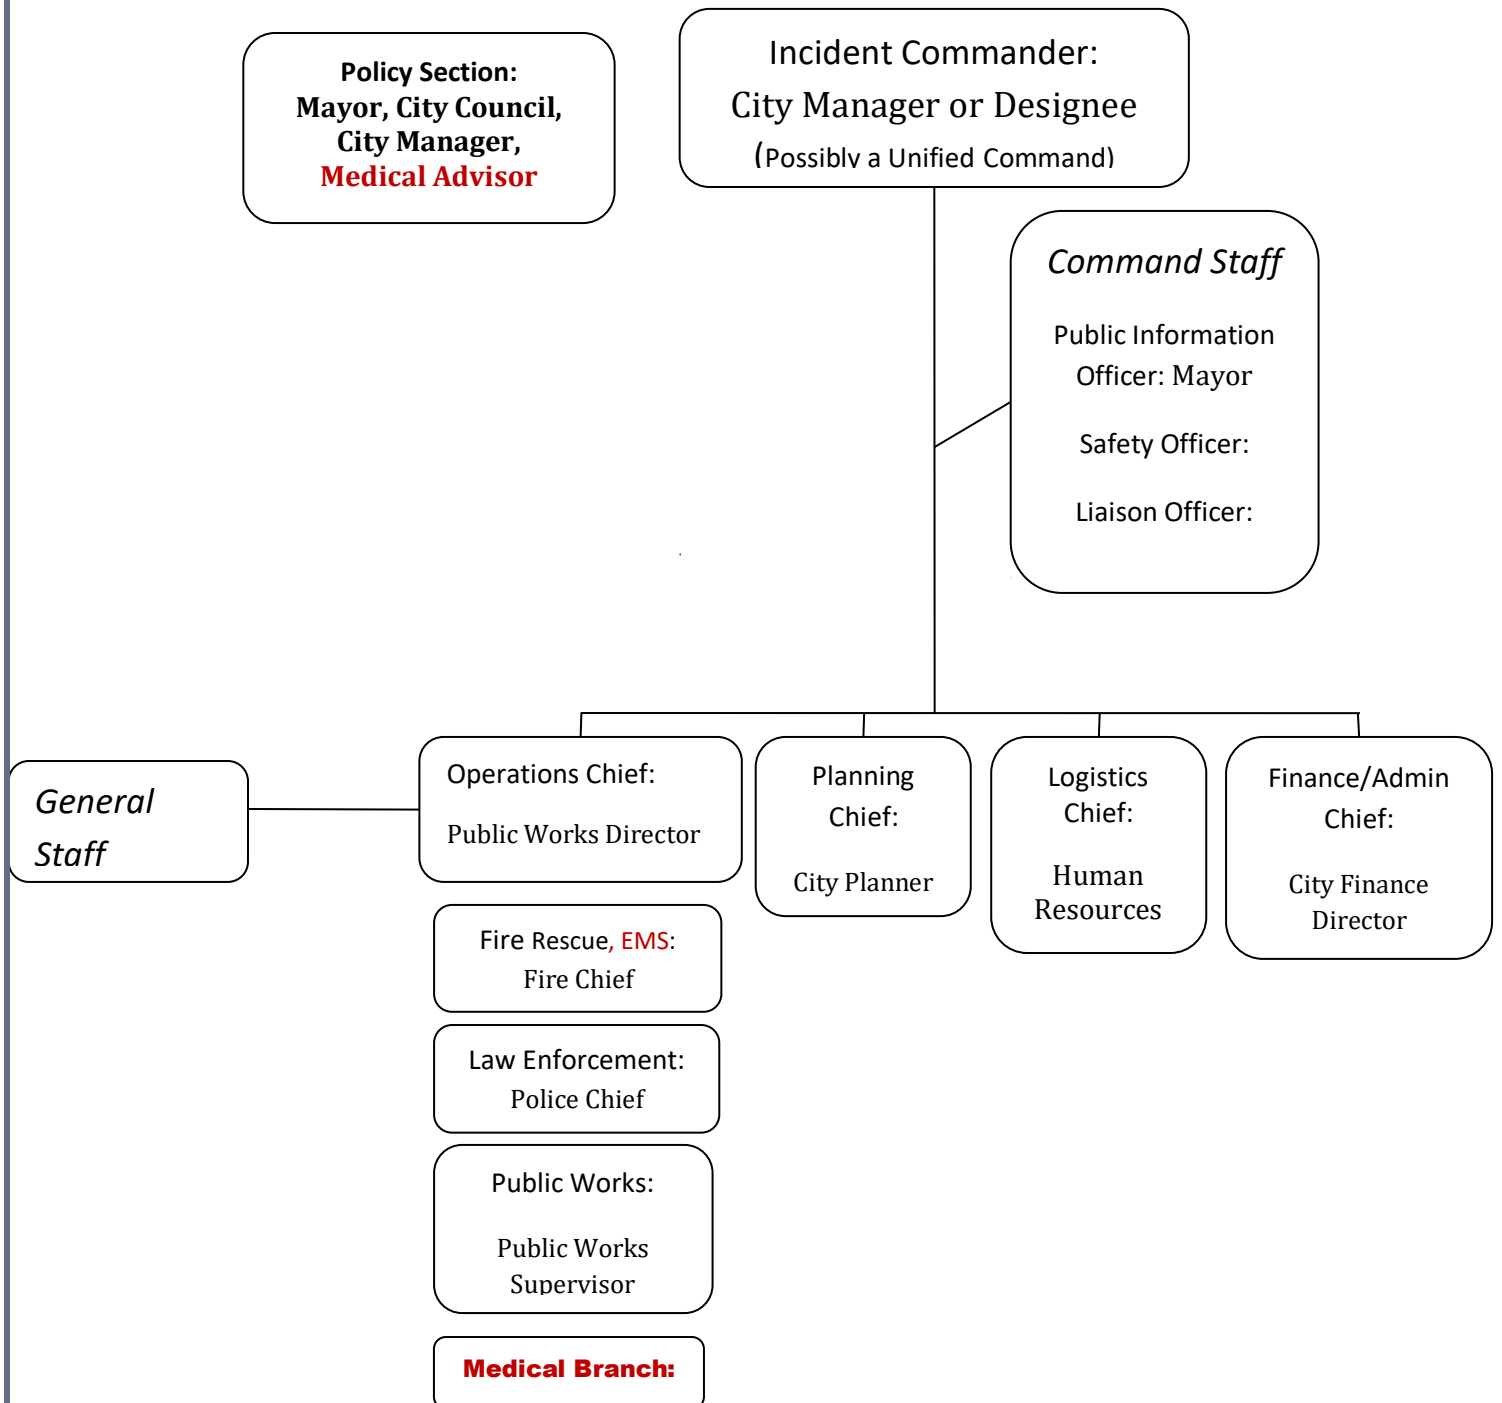 Policy Section:
Mayor, City Council,
City Manager,
Medical Advisor
Incident Commander:
City Manager or Designee
(Possibly a Unified Command)
Command Staff
Public Information
Officer: Mayor
Safety Officer:
Liaison Officer:
General
Staff
Operations Chief:
Public Works Director
Planning
Chief:
City Planner
Logistics
Chief:
Human
Resources
Finance/Admin
Chief:
City Finance
Director
Fire Rescue, EMS:
Fire Chief
Law Enforcement:
Police Chief
Public Works:
Public Works
Supervisor
Medical Branch: